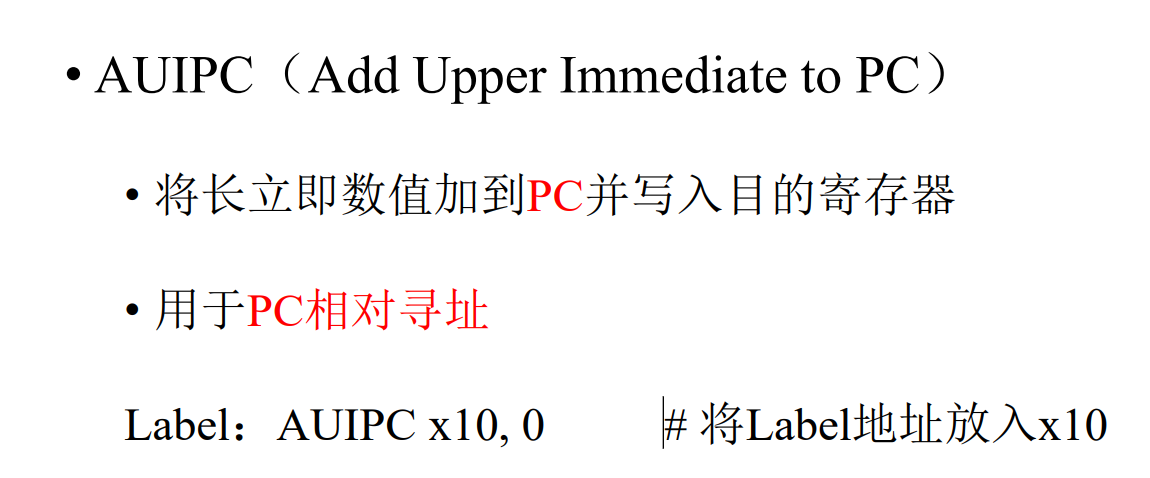 • AUIPC（Add Upper Immediate to PC）
• 将长立即数值加到PC并写入目的寄存器
• 用于PC相对寻址
Label：AUIPC x10, 0 # 将Label地址放入x10